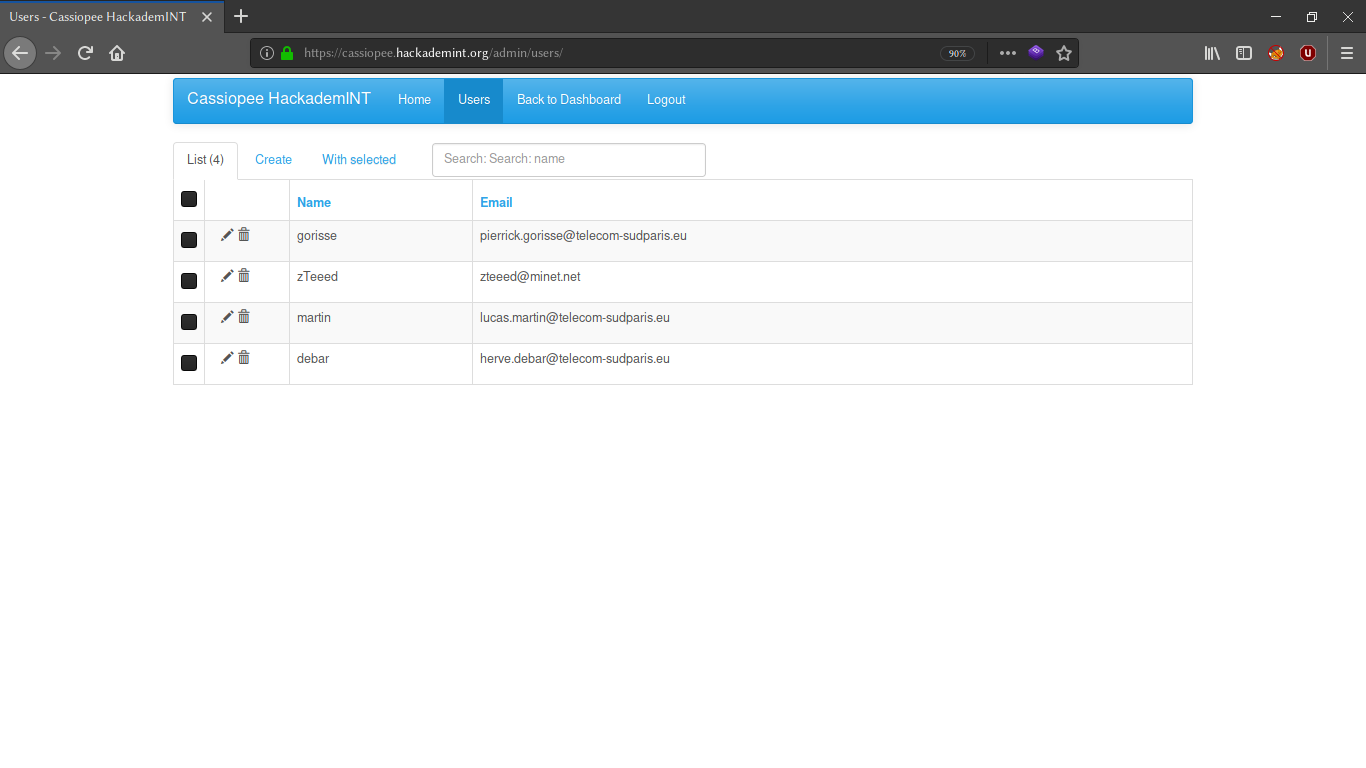 Users - Cassiopee HackademINT
https://cassiopee.hackademint.org/admin/users/ 90%
Cassiopee HackademINT Home Users Back to Dashboard Logout
List (4) Create With selected Search: Search: name
Name Email
gorisse pierrick.gorisse@telecom-sudparis.eu
zTeeed zteeed@minet.net
martin lucas.martin@telecom-sudparis.eu
debar herve.debar@telecom-sudparis.eu